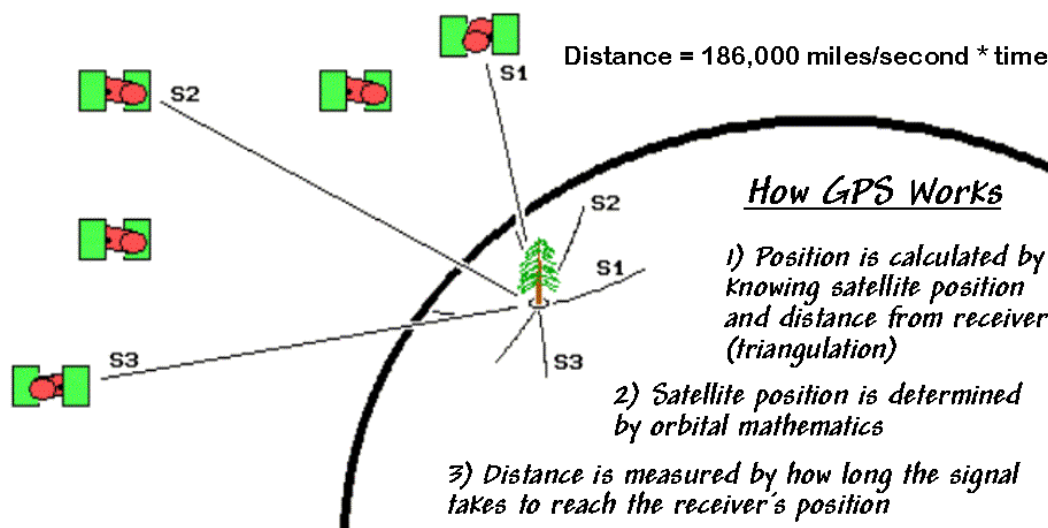 S1
Distance = 186,000 miles/second * time
S2
How GPS Works
S2
S1
1) Position is calculated by
knowing satellite position
and distance from receiver
(triangulation)
S3
S3
2) Satellite position is determined
by orbital mathematics
3) Distance is measured by how long the signal
takes to reach the receiver's position